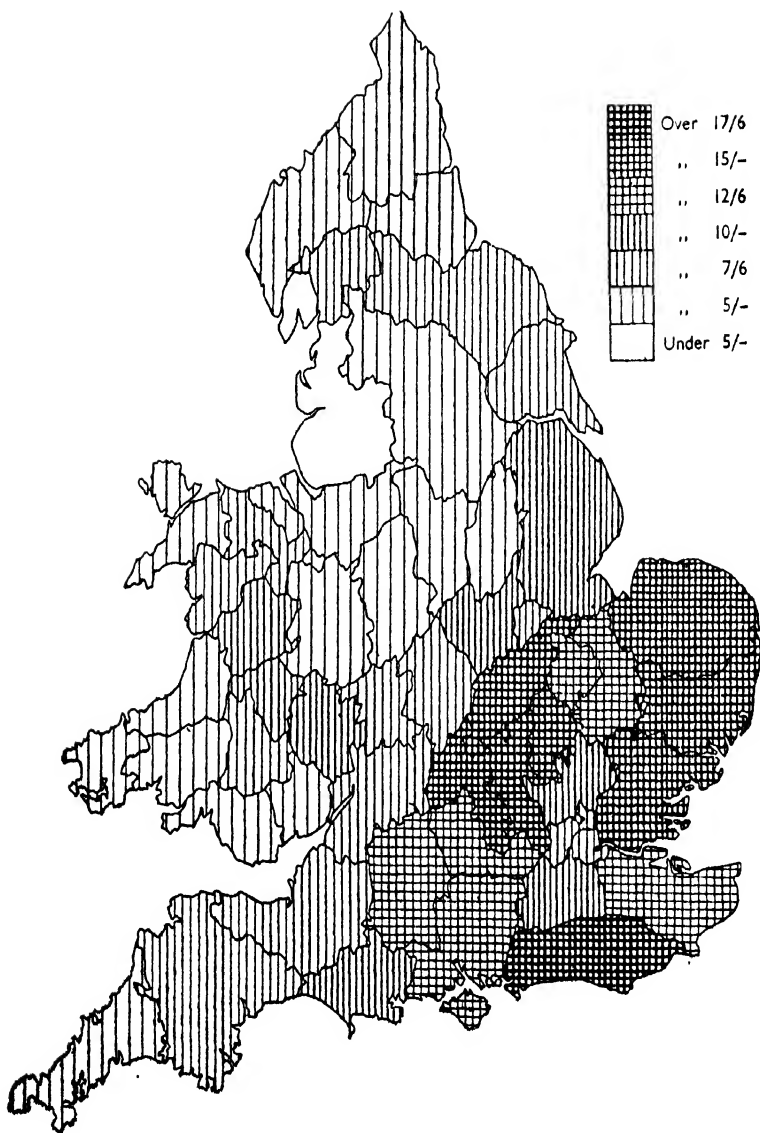 Over 17/6
,, 15/-
,, 12/6
,, 10/-
,, 7/6
,, 5/-
Under 5/-